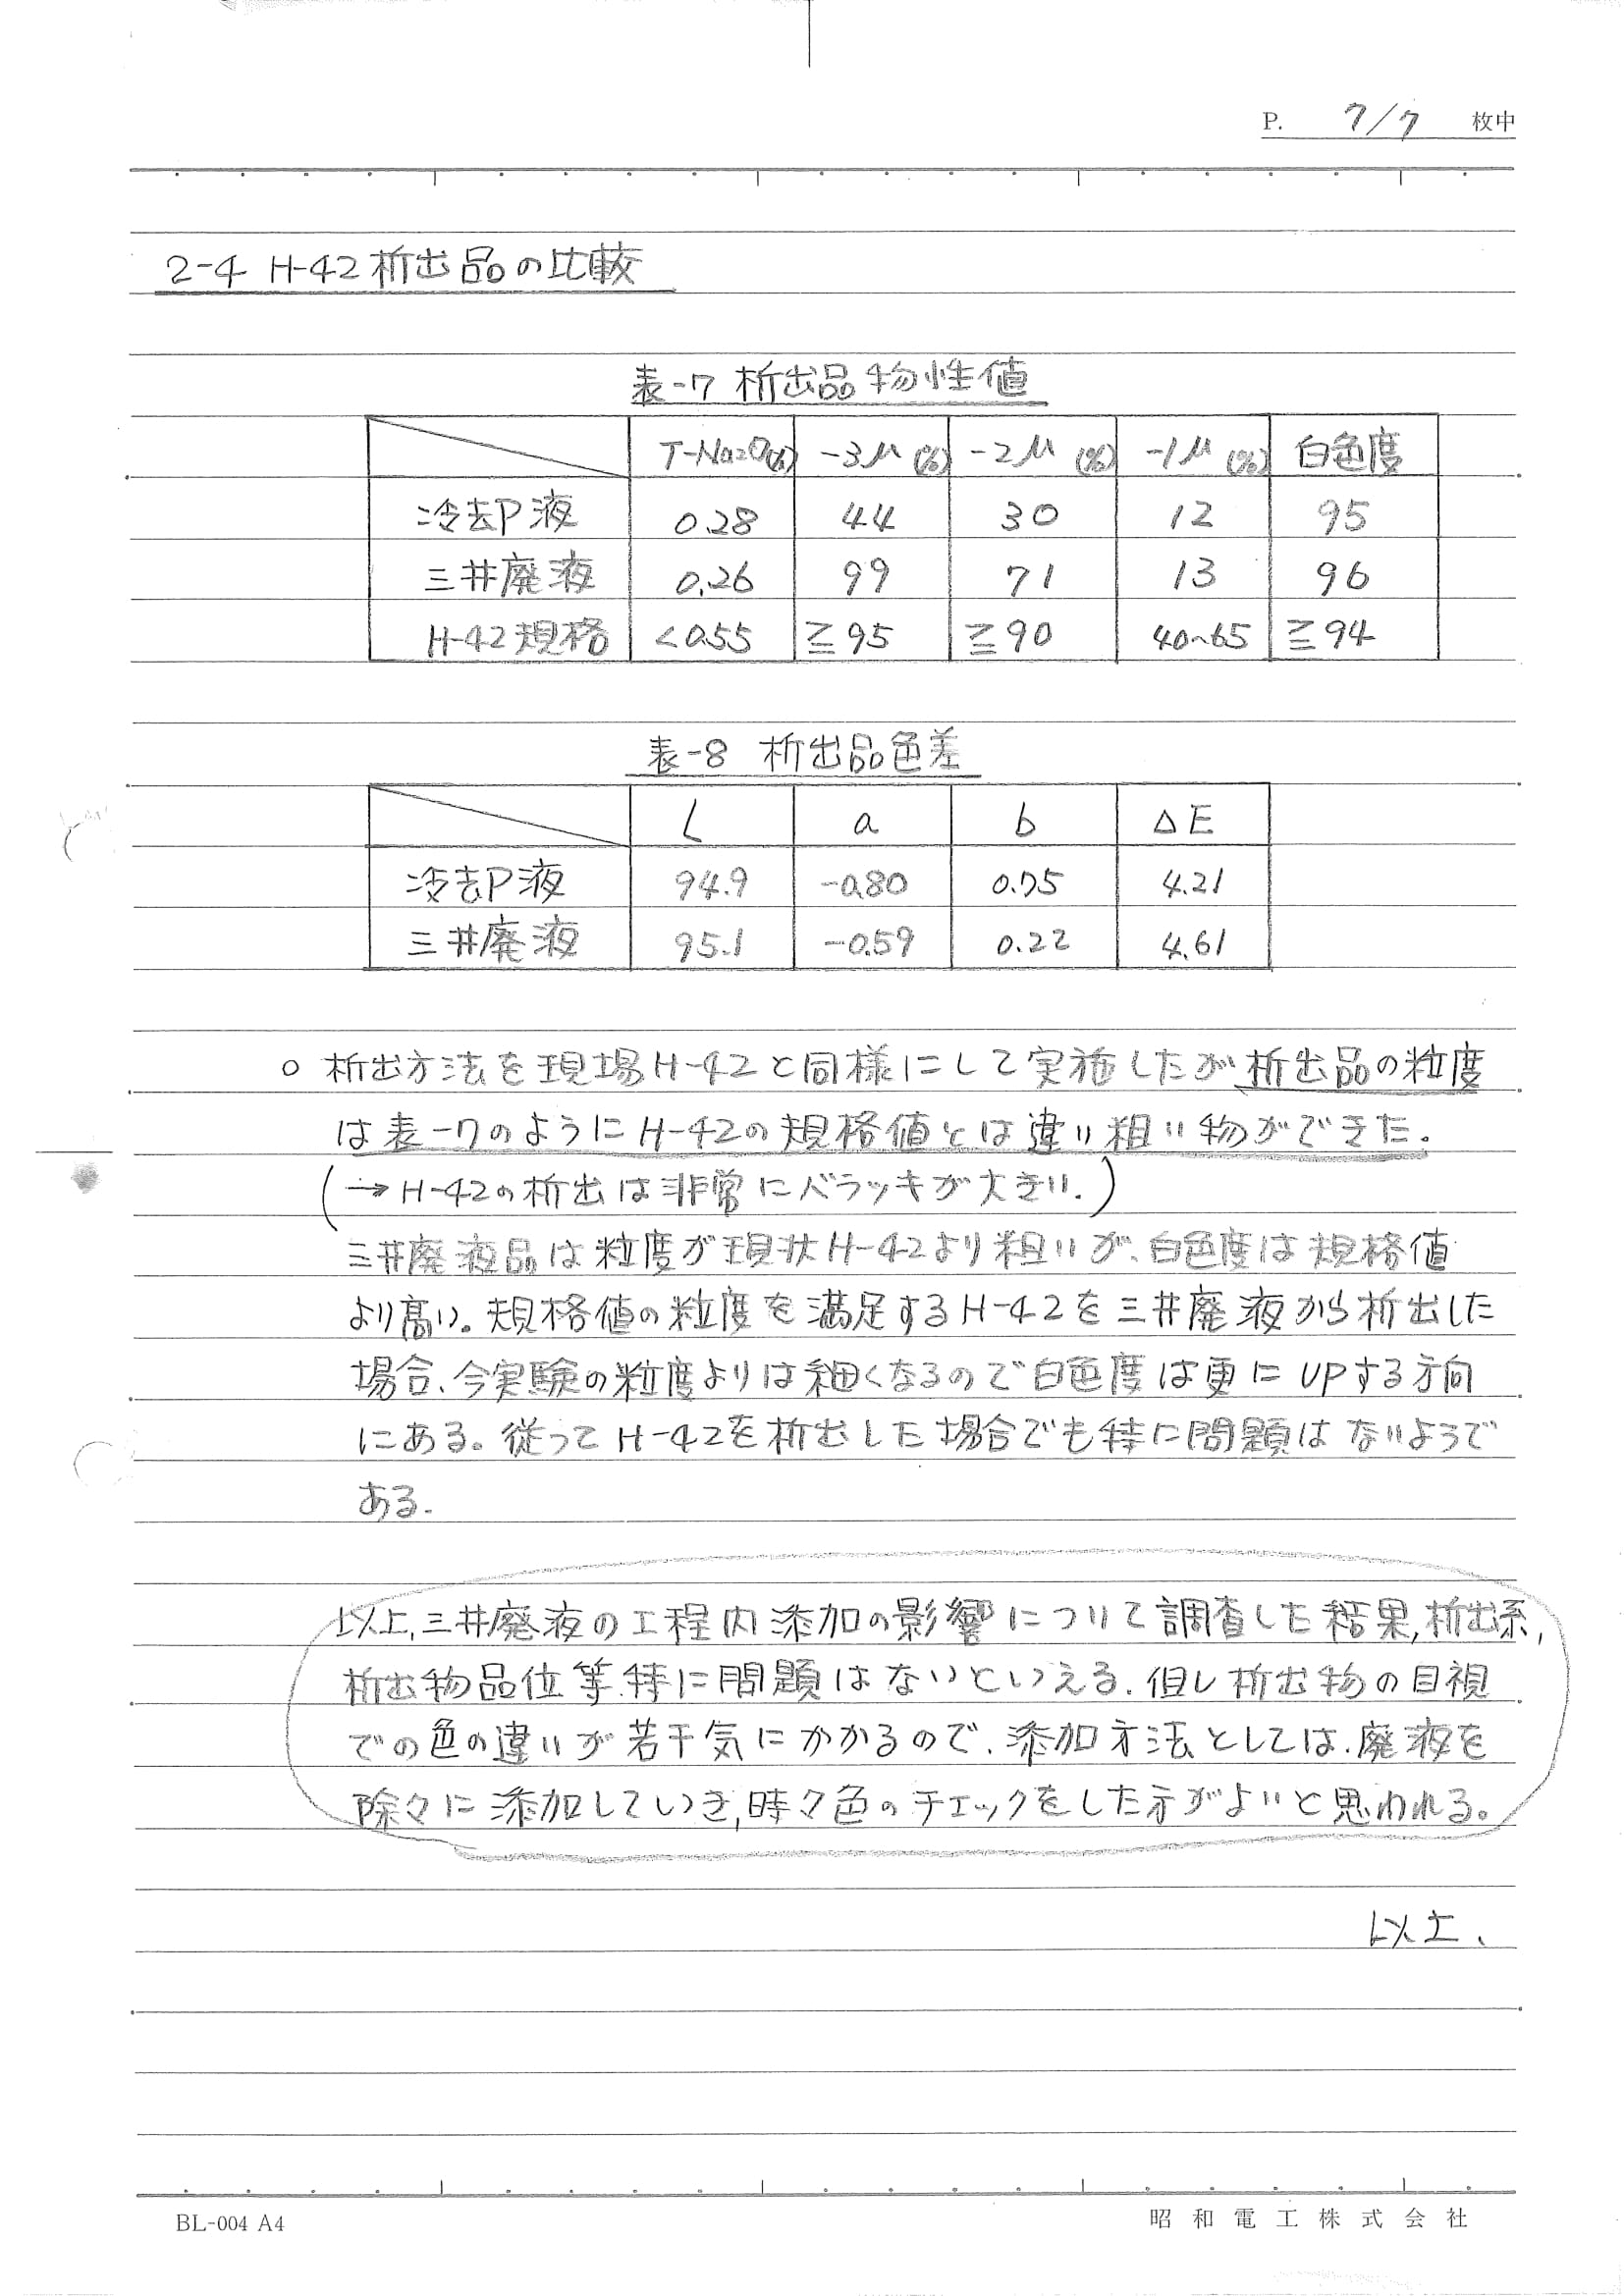 P. 7/7 枚中
2-4 H-42析出品の比較
表-7 析出品物性値
T-Na2O(%) -3μ(%) -2μ(%) -1μ(%) 白色度
冷去P液 0.28 44 30 12 95
三井廃液 0.26 99 71 13 96
H-42規格 <0.55 ≧95 ≧90 40~65 ≧94
表-8 析出品色差
L a b ΔE
冷去P液 94.9 -0.80 0.75 4.21
三井廃液 95.1 -0.59 0.22 4.61
○ 析出方法を現場H-42と同様にして実施したが析出品の粒度
は表-7のようにH-42の規格値とは違い粗い物ができた。
(→H-42の析出は非常にバラツキが大きい.)
三井廃液品は粒度が現状H-42より粗いが、白色度は規格値
より高い。規格値の粒度を満足するH-42を三井廃液から析出した
場合、今実験の粒度よりは細くなるので白色度は更にUPする方向
にある。従ってH-42を析出した場合でも特に問題はないようで
ある.
以上,三井廃液の工程内添加の影響について調査した結果,析出系,
析出物品位等、特に問題はないといえる.但し析出物の目視
での色の違いが若干気にかかるので、添加方法としては、廃液を
除々に添加していき,時々色のチェックをした方がよいと思われる。
以上、
BL-004 A4
昭和電工株式会社